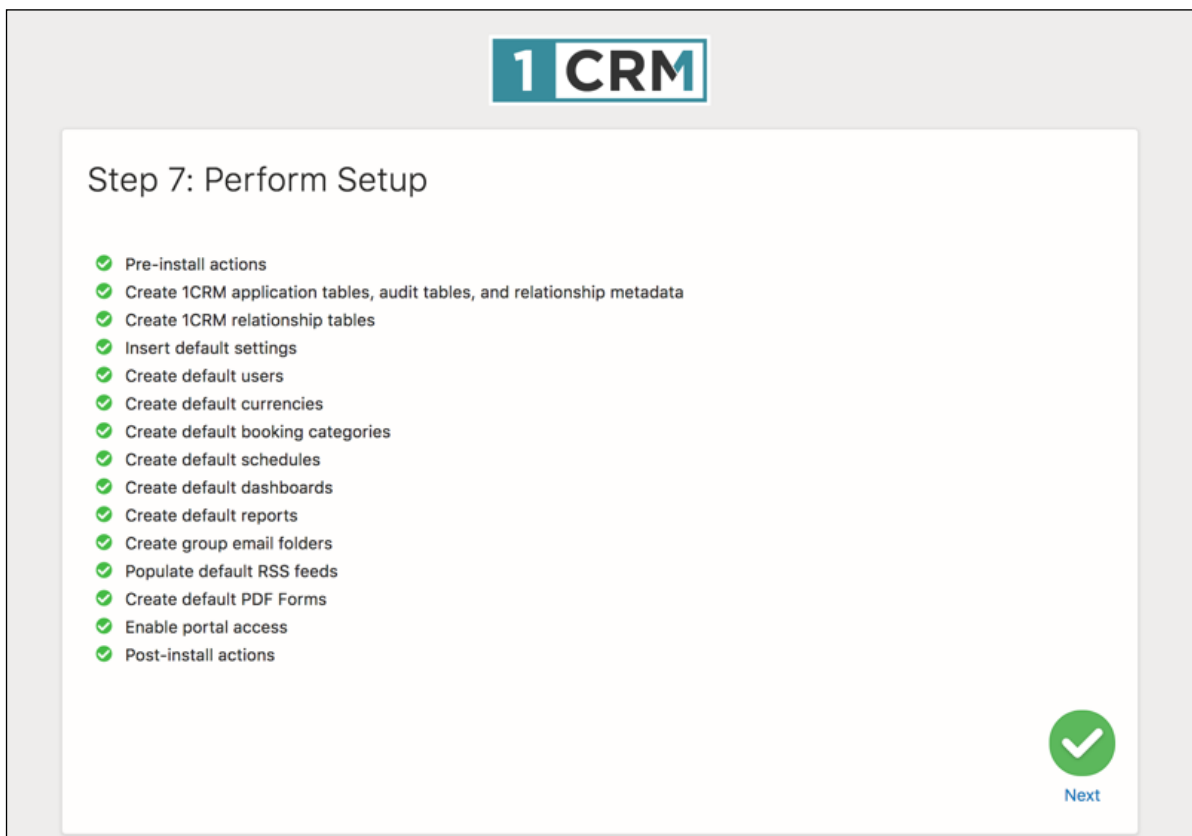 1 CRM
Step 7: Perform Setup
Pre-install actions
Create 1CRM application tables, audit tables, and relationship metadata
Create 1CRM relationship tables
Insert default settings
Create default users
Create default currencies
Create default booking categories
Create default schedules
Create default dashboards
Create default reports
Create group email folders
Populate default RSS feeds
Create default PDF Forms
Enable portal access
Post-install actions
Next